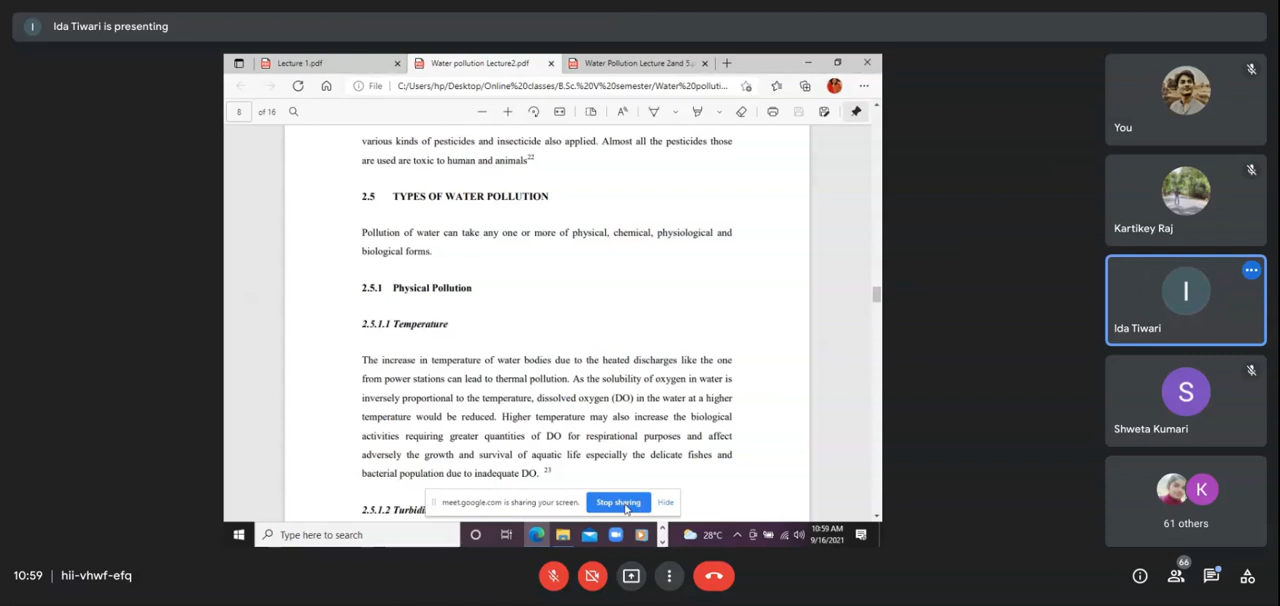 I
Ida Tiwari is presenting
Lecture 1.pdf
Water pollution Lecture2.pdf
Water Pollution Lecture 2and 5.
File
C:/Users/hp/Desktop/Online%20classes/B.Sc.%20V%20semester/Water%20polluti...
8
of 16
various kinds of pesticides and insecticide also applied. Almost all the pesticides those
are used are toxic to human and animals22
2.5 TYPES OF WATER POLLUTION
Pollution of water can take any one or more of physical, chemical, physiological and
biological forms.
2.5.1 Physical Pollution
2.5.1.1 Temperature
The increase in temperature of water bodies due to the heated discharges like the one
from power stations can lead to thermal pollution. As the solubility of oxygen in water is
inversely proportional to the temperature, dissolved oxygen (DO) in the water at a higher
temperature would be reduced. Higher temperature may also increase the biological
activities requiring greater quantities of DO for respirational purposes and affect
adversely the growth and survival of aquatic life especially the delicate fishes and
bacterial population due to inadequate DO. 23
2.5.1.2 Turbidi
meet.google.com is sharing your screen.
Stop sharing
Hide
Type here to search
28°C
10:59 AM
9/16/2021
You
Kartikey Raj
I
Ida Tiwari
S
Shweta Kumari
K
61 others
10:59 | hii-vhwf-efq
66